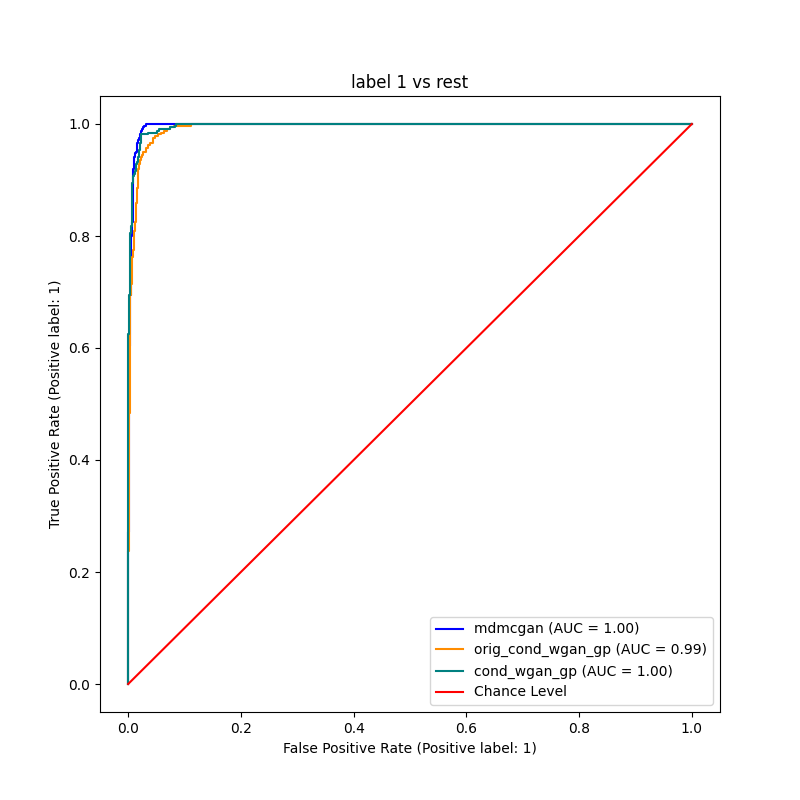 label 1 vs rest
1.0
0.8
0.6
0.4
0.2
0.0
True Positive Rate (Positive label: 1)
mdmcgan (AUC = 1.00)
orig_cond_wgan_gp (AUC = 0.99)
cond_wgan_gp (AUC = 1.00)
Chance Level
0.0 0.2 0.4 0.6 0.8 1.0
False Positive Rate (Positive label: 1)